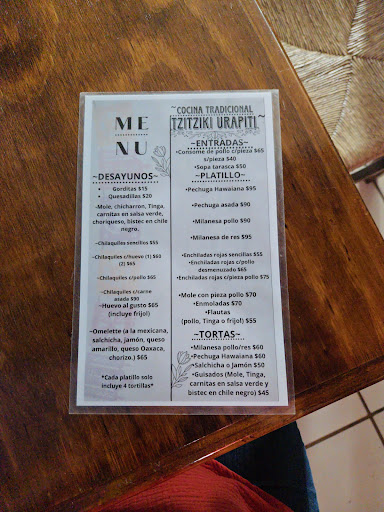 ME
NU
~DESAYUNOS~
• Gorditas $15
• Quesadillas $20
-Mole, chicharron, Tinga,
carnitas en salsa verde,
choriqueso, bistec en chile
negro.
-Chilaquiles sencillos $55
-Chilaquiles c/huevo (1) $60
(2) $65
-Chilaquiles c/pollo $65
-Chilaquiles c/carne
asada $90
~Huevo al gusto $65
(incluye frijol)
-Omelette (a la mexicana,
salchicha, jamón, queso
amarillo, queso Oaxaca,
chorizo.) $65
*Cada platillo solo
incluye 4 tortillas*
~COCINA TRADICIONAL
TZITZIKI URAPITI~
~ENTRADAS~
•Consome de pollo c/pieza $65
s/pieza $40
•Sopa tarasca $50
~PLATILLO~
•Pechuga Hawaiana $95
•Pechuga asada $90
•Milanesa pollo $90
•Milanesa de res $95
•Enchiladas rojas sencillas $55
•Enchiladas rojas c/pollo
desmenuzado $65
•Enchiladas rojas c/pieza pollo $75
•Mole con pieza pollo $70
•Enmoladas $70
•Flautas
(pollo, Tinga o frijol) $55
~TORTAS~
•Milanesa pollo/res $60
•Pechuga Hawaiana $60
•Salchicha o Jamón $50
•Guisados (Mole, Tinga,
carnitas en salsa verde y
bistec en chile negro) $45